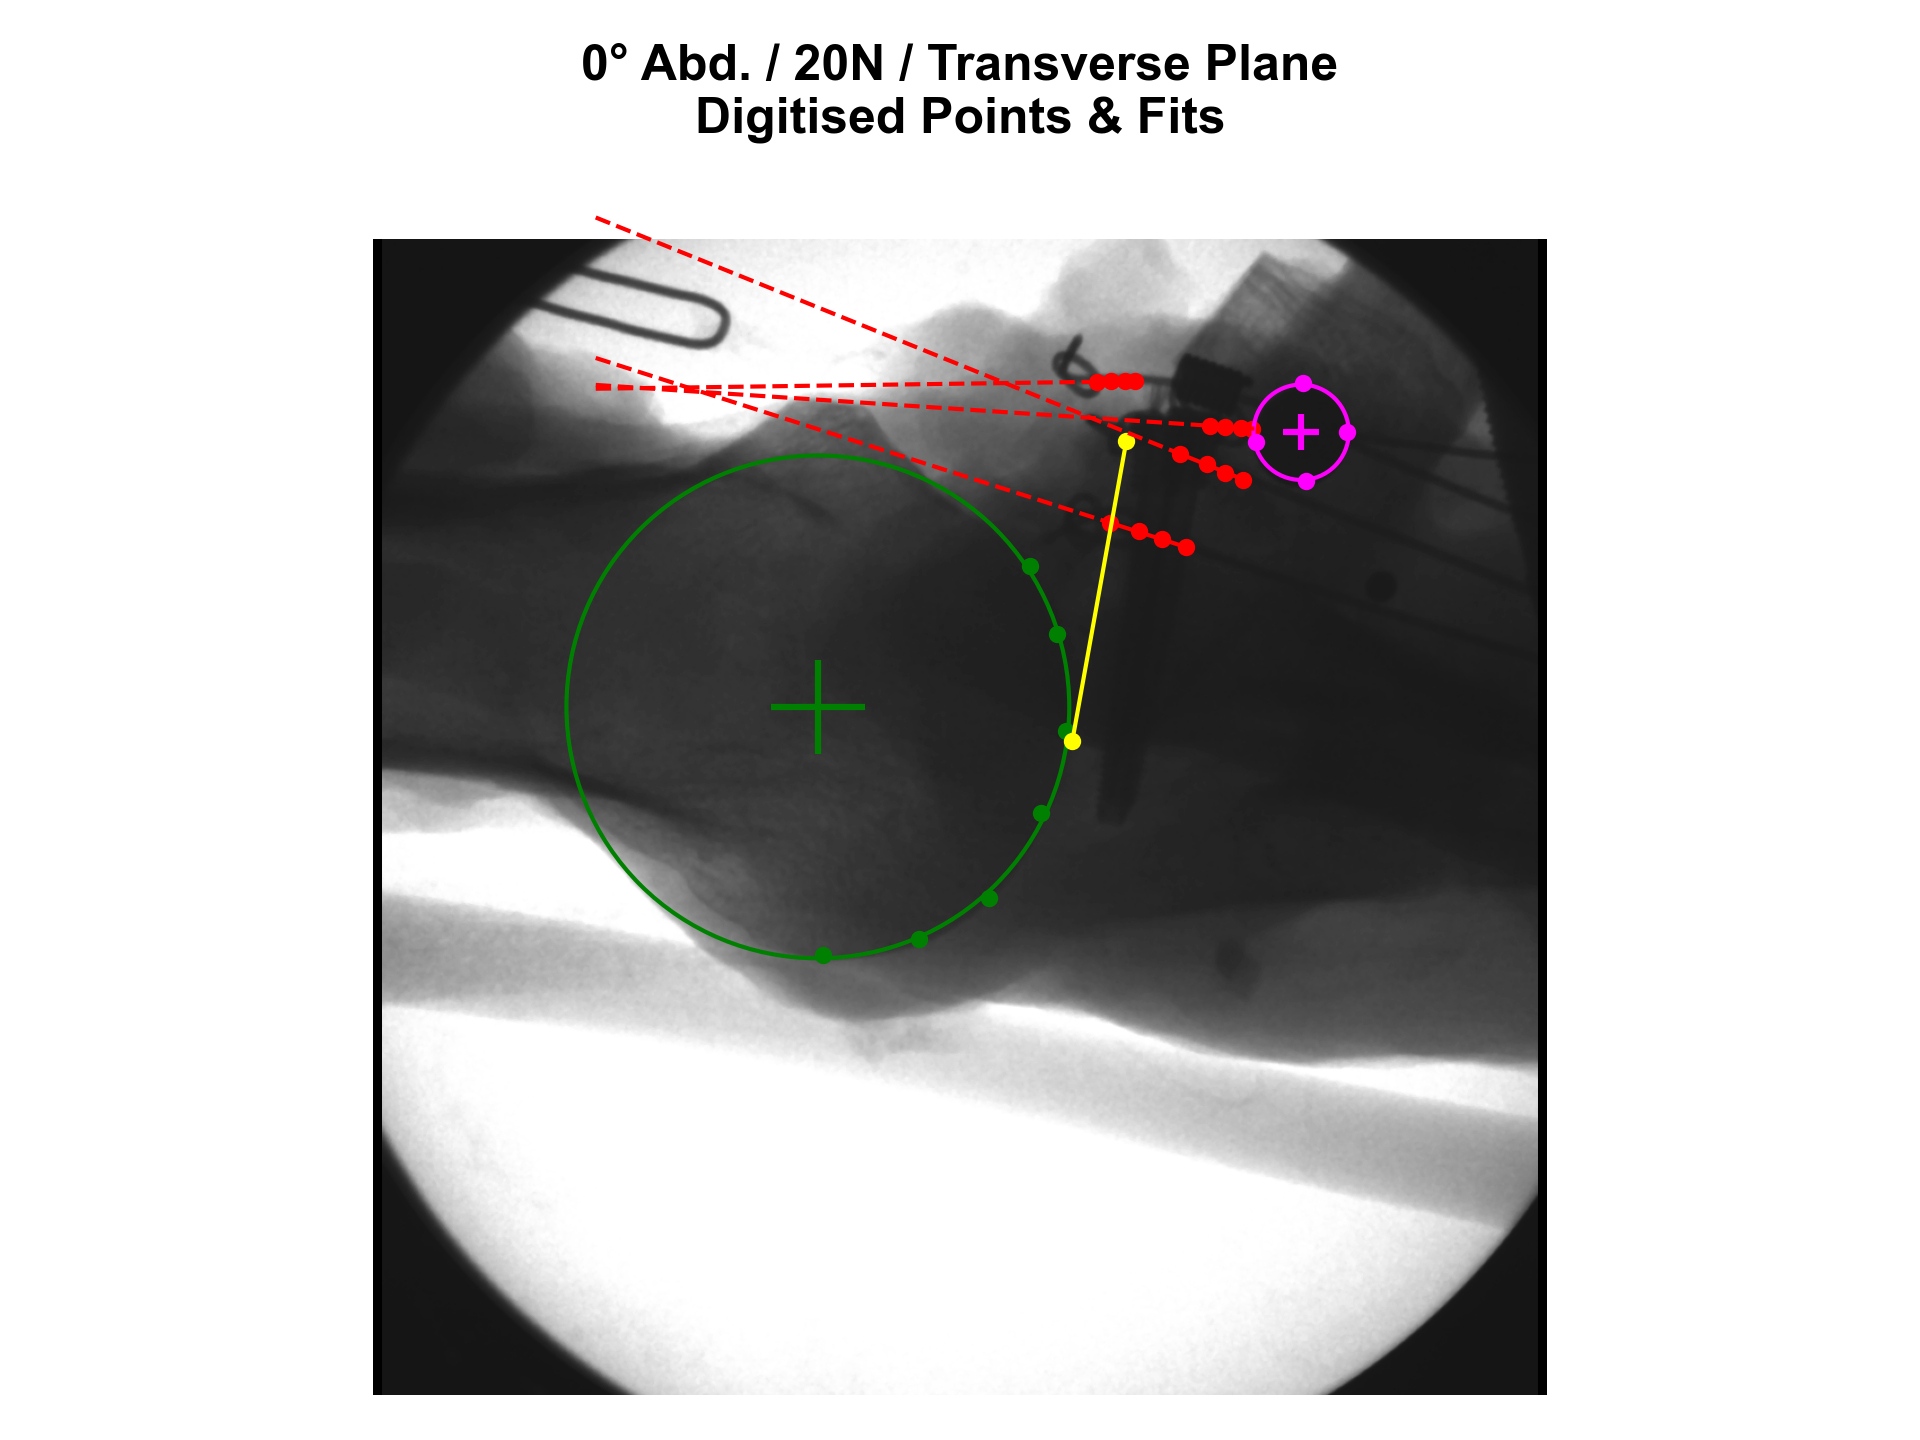 0° Abd. / 20N / Transverse Plane
Digitised Points & Fits